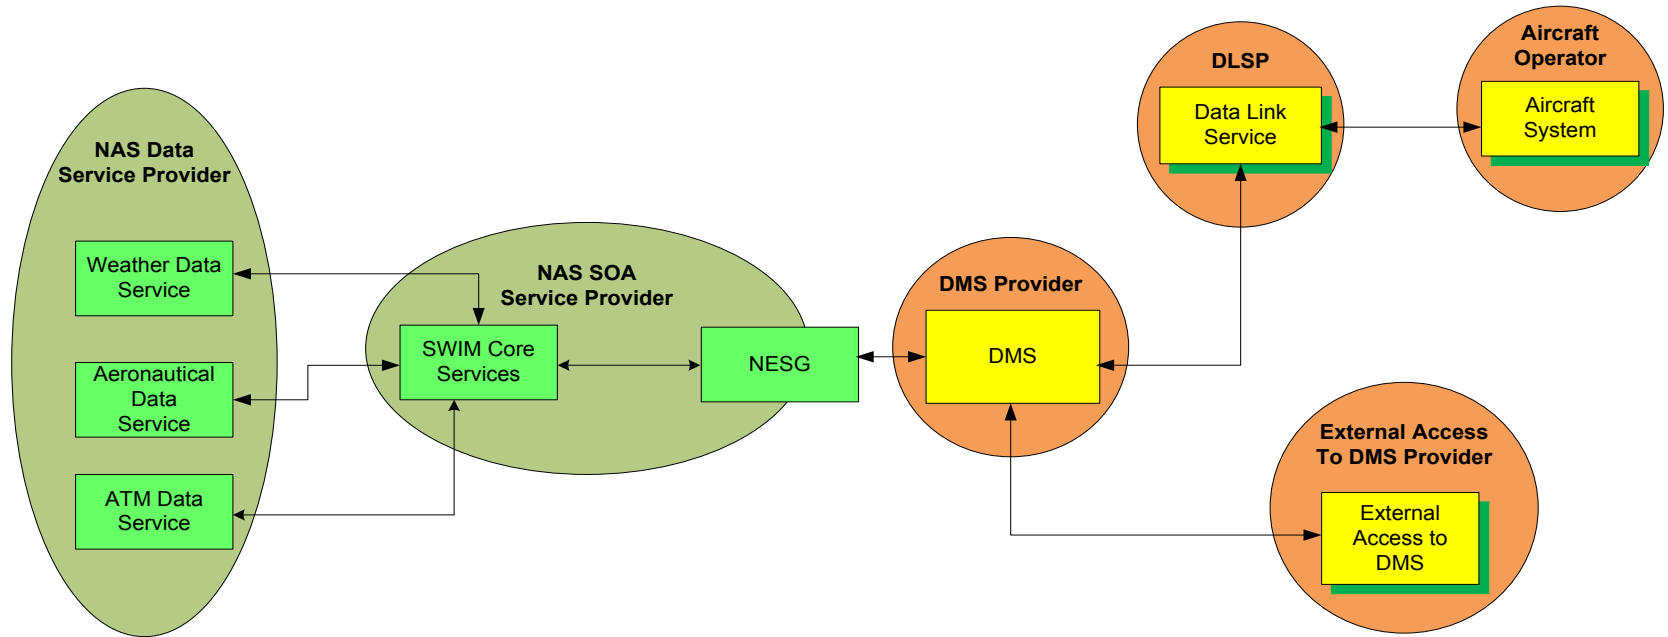 NAS Data
Service Provider
Weather Data
Service
Aeronautical
Data
Service
ATM Data
Service
NAS SOA
Service Provider
SWIM Core
Services
NESG
DMS Provider
DMS
DLSP
Data Link
Service
Aircraft
Operator
Aircraft
System
External Access
To DMS Provider
External
Access to
DMS